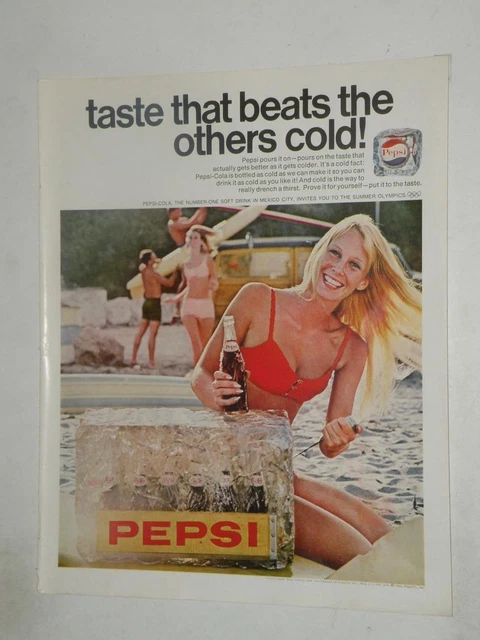 taste that beats the
others cold!
Pepsi pours it on—pours on the taste that
actually gets better as it gets colder. It's a cold fact:
Pepsi-Cola is bottled as cold as we can make it so you can
drink it as cold as you like it! And cold is the way to
really drench a thirst. Prove it for yourself—put it to the taste.
Pepsi
PEPSI-COLA, THE NUMBER ONE SOFT DRINK IN MEXICO CITY, INVITES YOU TO THE SUMMER OLYMPICS
PEPSI